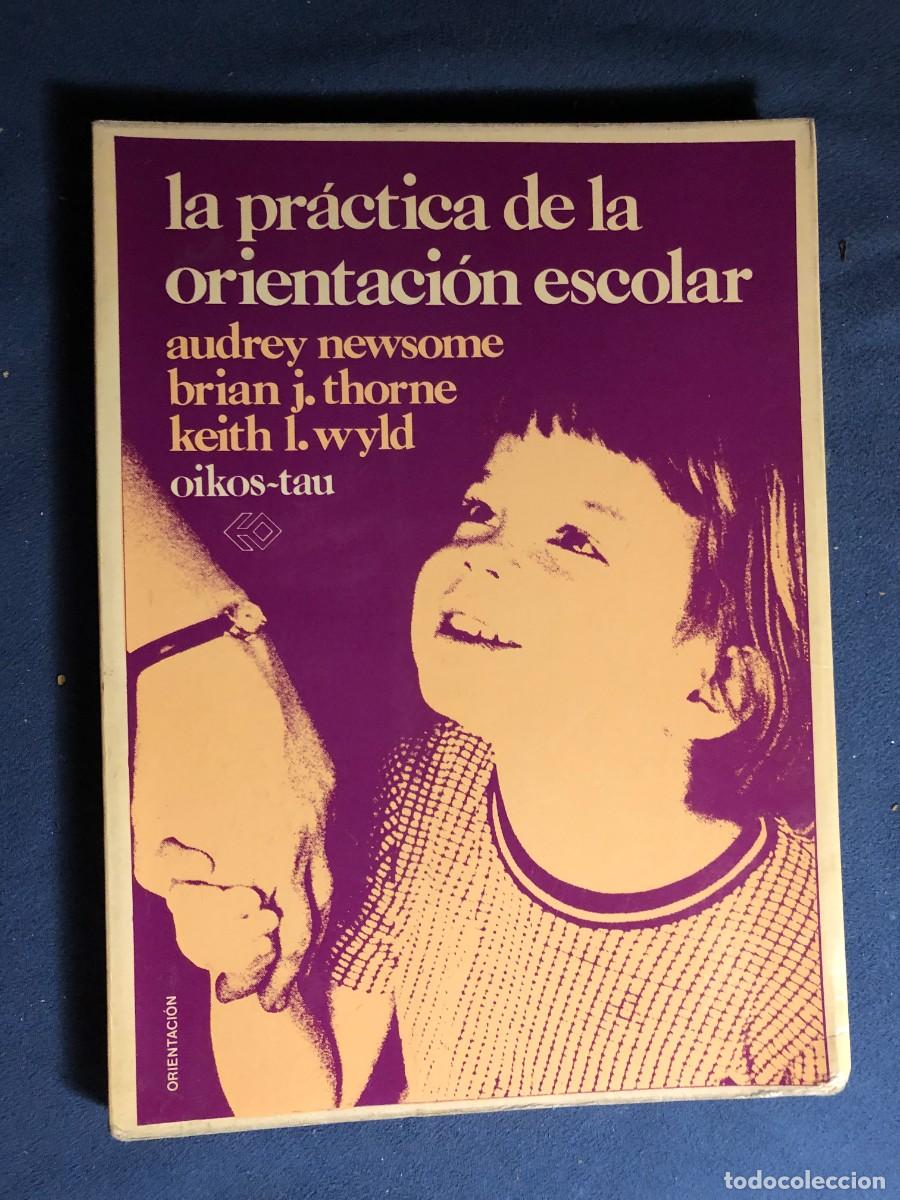 la práctica de la
orientación escolar
audrey newsome
brian j. thorne
keith l. wyld
oikos-tau
ORIENTACIÓN
todocoleccion